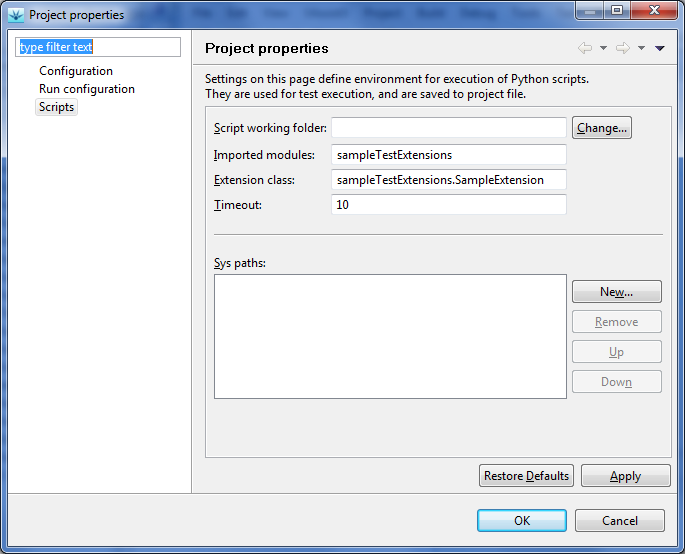 Project properties
type filter text
Configuration
Run configuration
Scripts
Project properties
Settings on this page define environment for execution of Python scripts.
They are used for test execution, and are saved to project file.
Script working folder:
Change...
Imported modules: sampleTestExtensions
Extension class: sampleTestExtensions.SampleExtension
Timeout: 10
Sys paths:
New...
Remove
Up
Down
Restore Defaults Apply
OK Cancel